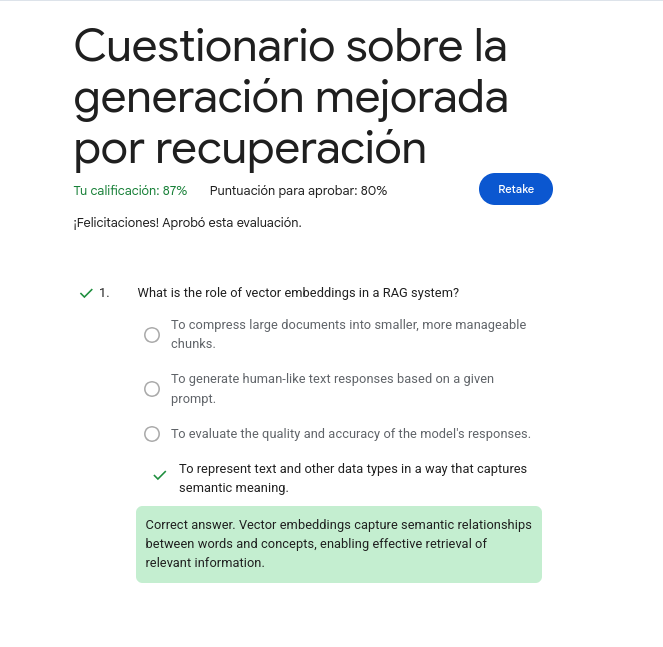 Cuestionario sobre la
generación mejorada
por recuperación
Tu calificación: 87% Puntuación para aprobar: 80%
Retake
¡Felicitaciones! Aprobó esta evaluación.
1. What is the role of vector embeddings in a RAG system?
To compress large documents into smaller, more manageable
chunks.
To generate human-like text responses based on a given
prompt.
To evaluate the quality and accuracy of the model's responses.
To represent text and other data types in a way that captures
semantic meaning.
Correct answer. Vector embeddings capture semantic relationships
between words and concepts, enabling effective retrieval of
relevant information.